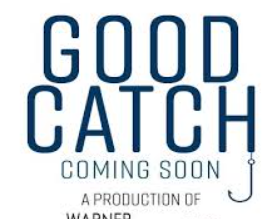 GOOD
CATCH
COMING SOON
A PRODUCTION OF
WARNER